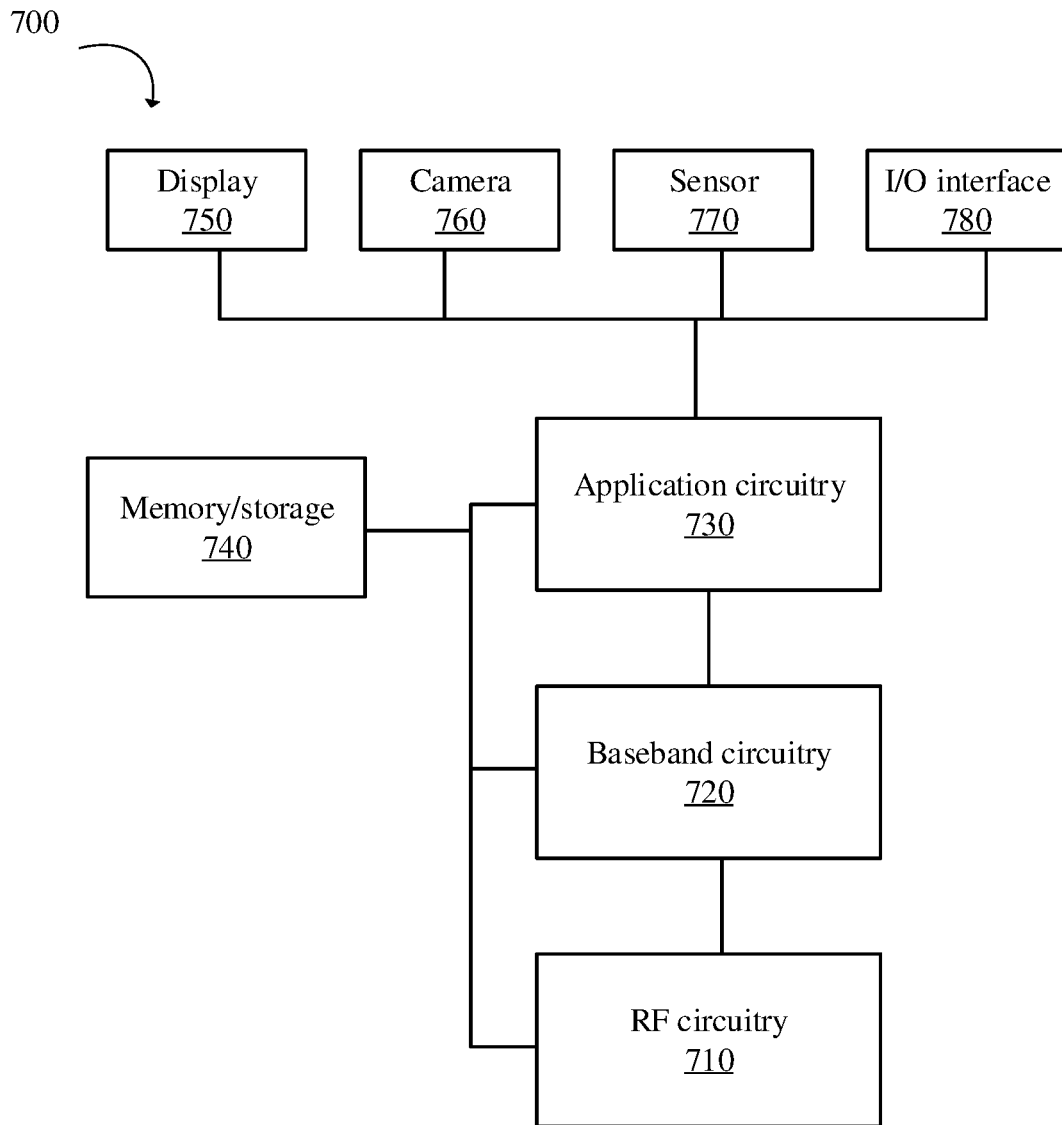 700
Display
750
Camera
760
Sensor
770
I/O interface
780
Application circuitry
730
Memory/storage
740
Baseband circuitry
720
RF circuitry
710